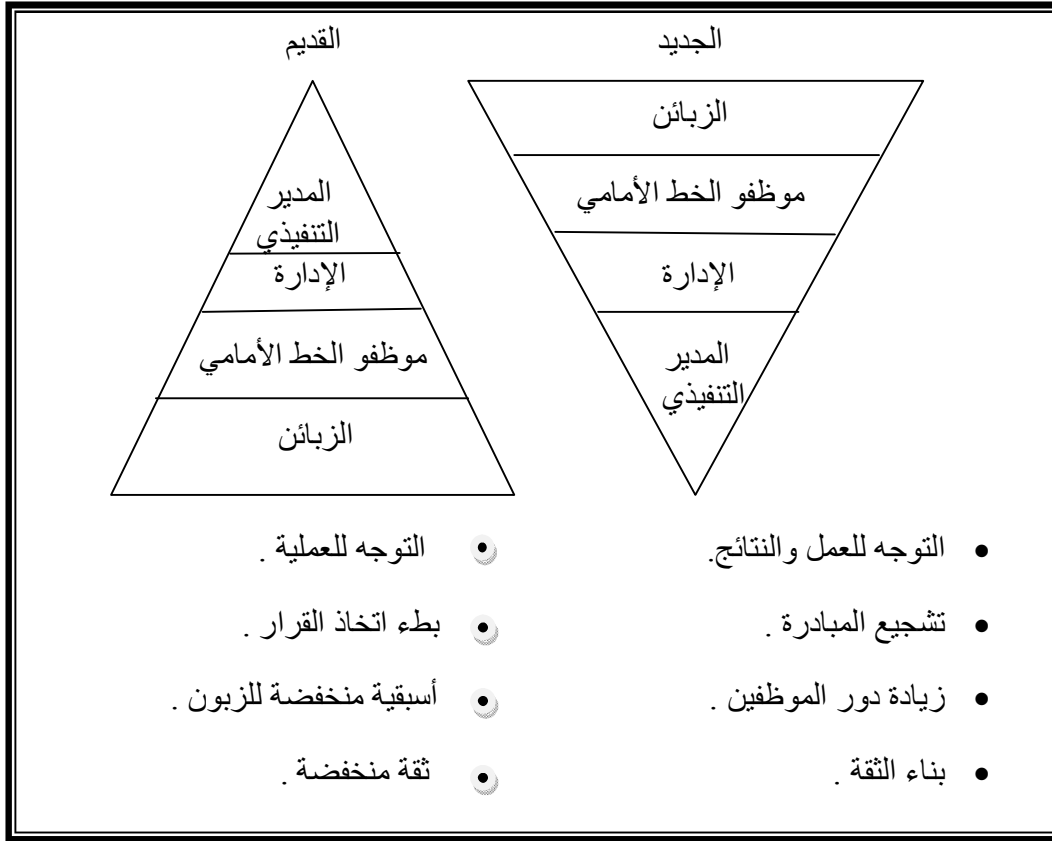 الجديد
الزبائن
موظفو الخط الأمامي
الإدارة
المدير
التنفيذي
• التوجه للعمل والنتائج.
• تشجيع المبادرة .
• زيادة دور الموظفين .
• بناء الثقة .
القديم
المدير
التنفيذي
الإدارة
موظفو الخط الأمامي
الزبائن
• التوجه للعملية .
• بطء اتخاذ القرار .
• أسبقية منخفضة للزبون .
• ثقة منخفضة .